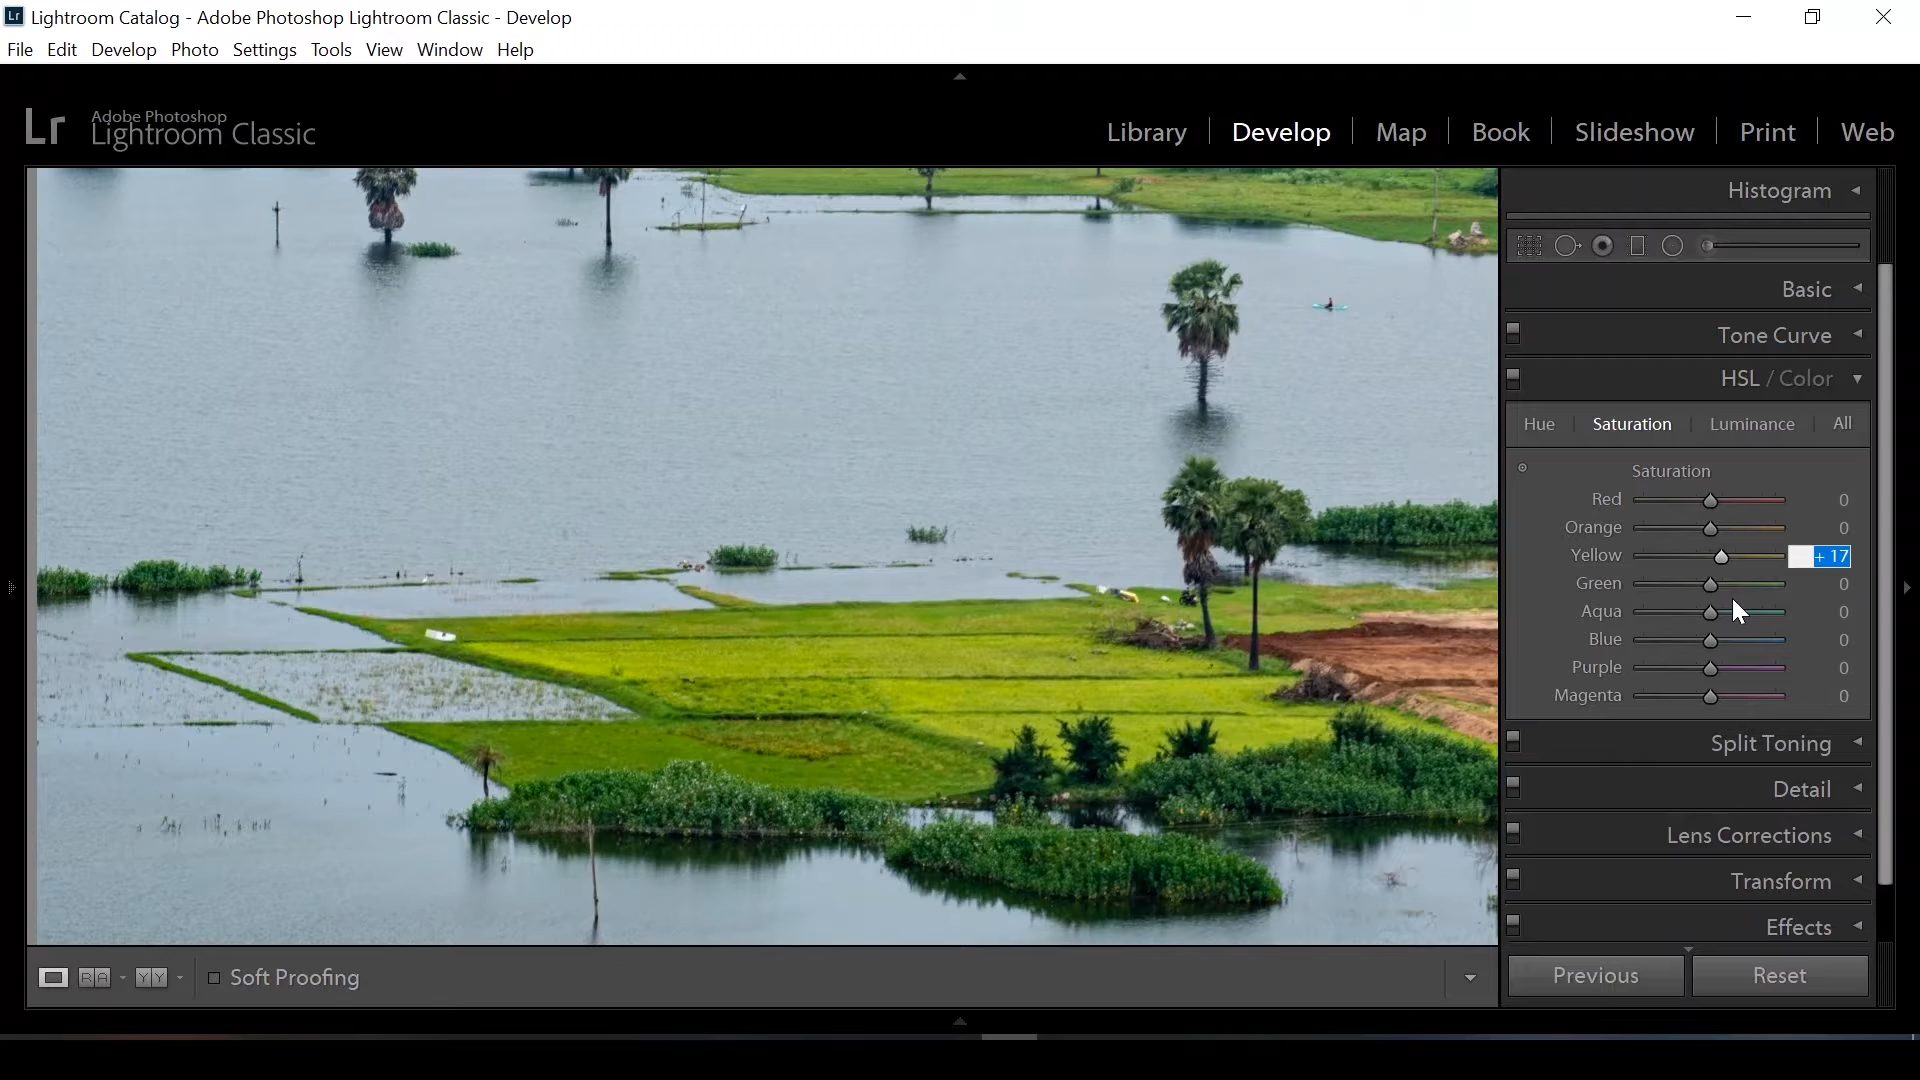 Lr Lightroom Catalog - Adobe Photoshop Lightroom Classic - Develop
File Edit Develop Photo Settings Tools View Window Help
Lr Adobe Photoshop
Lightroom Classic
Library Develop Map Book Slideshow Print Web
Histogram
Basic
Tone Curve
HSL / Color
Hue Saturation Luminance All
Saturation
Red 0
Orange 0
Yellow + 17
Green 0
Aqua 0
Blue 0
Purple 0
Magenta 0
Split Toning
Detail
Lens Corrections
Transform
Effects
R A Y Y Soft Proofing
Previous Reset